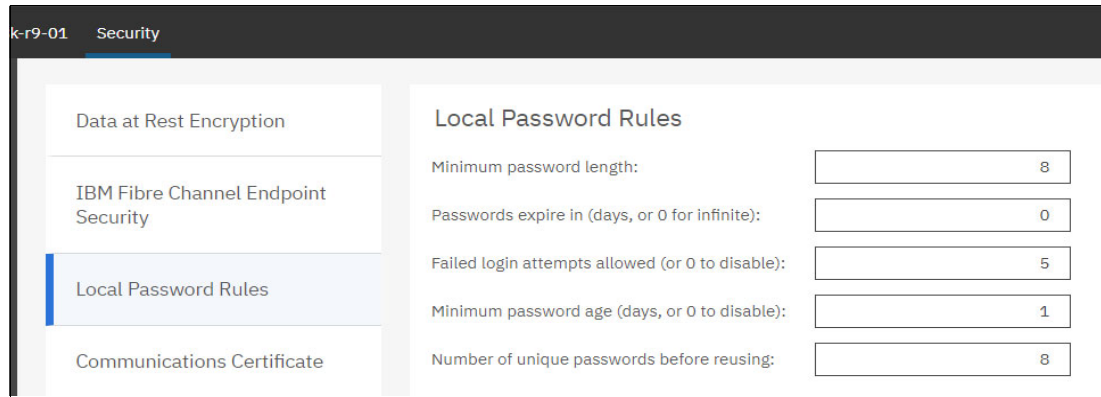 k-r9-01 Security
Data at Rest Encryption
IBM Fibre Channel Endpoint
Security
Local Password Rules
Communications Certificate
Local Password Rules
Minimum password length: 8
Passwords expire in (days, or 0 for infinite): 0
Failed login attempts allowed (or 0 to disable): 5
Minimum password age (days, or 0 to disable): 1
Number of unique passwords before reusing: 8